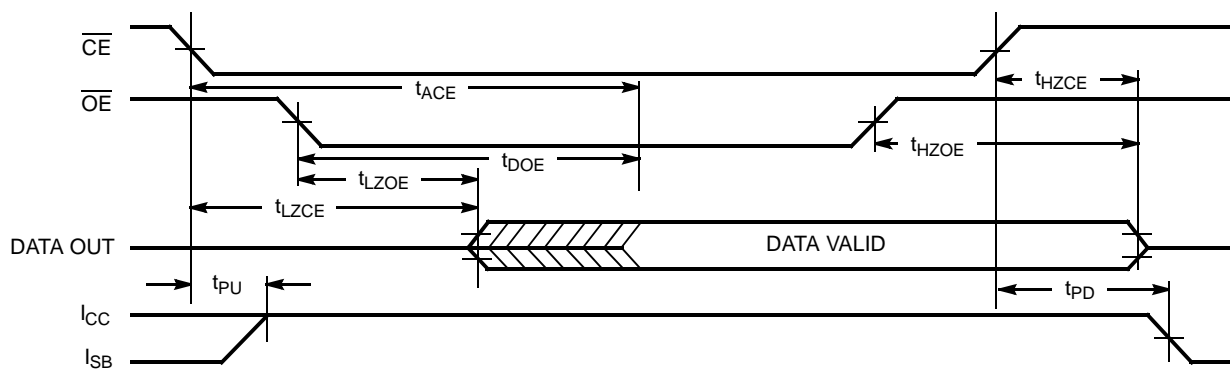 CE
tACE
tHZCE
OE
tHZOE
tDOE
tLZOE
tLZCE
DATA OUT
DATA VALID
tPU
tPD
ICC
ISB